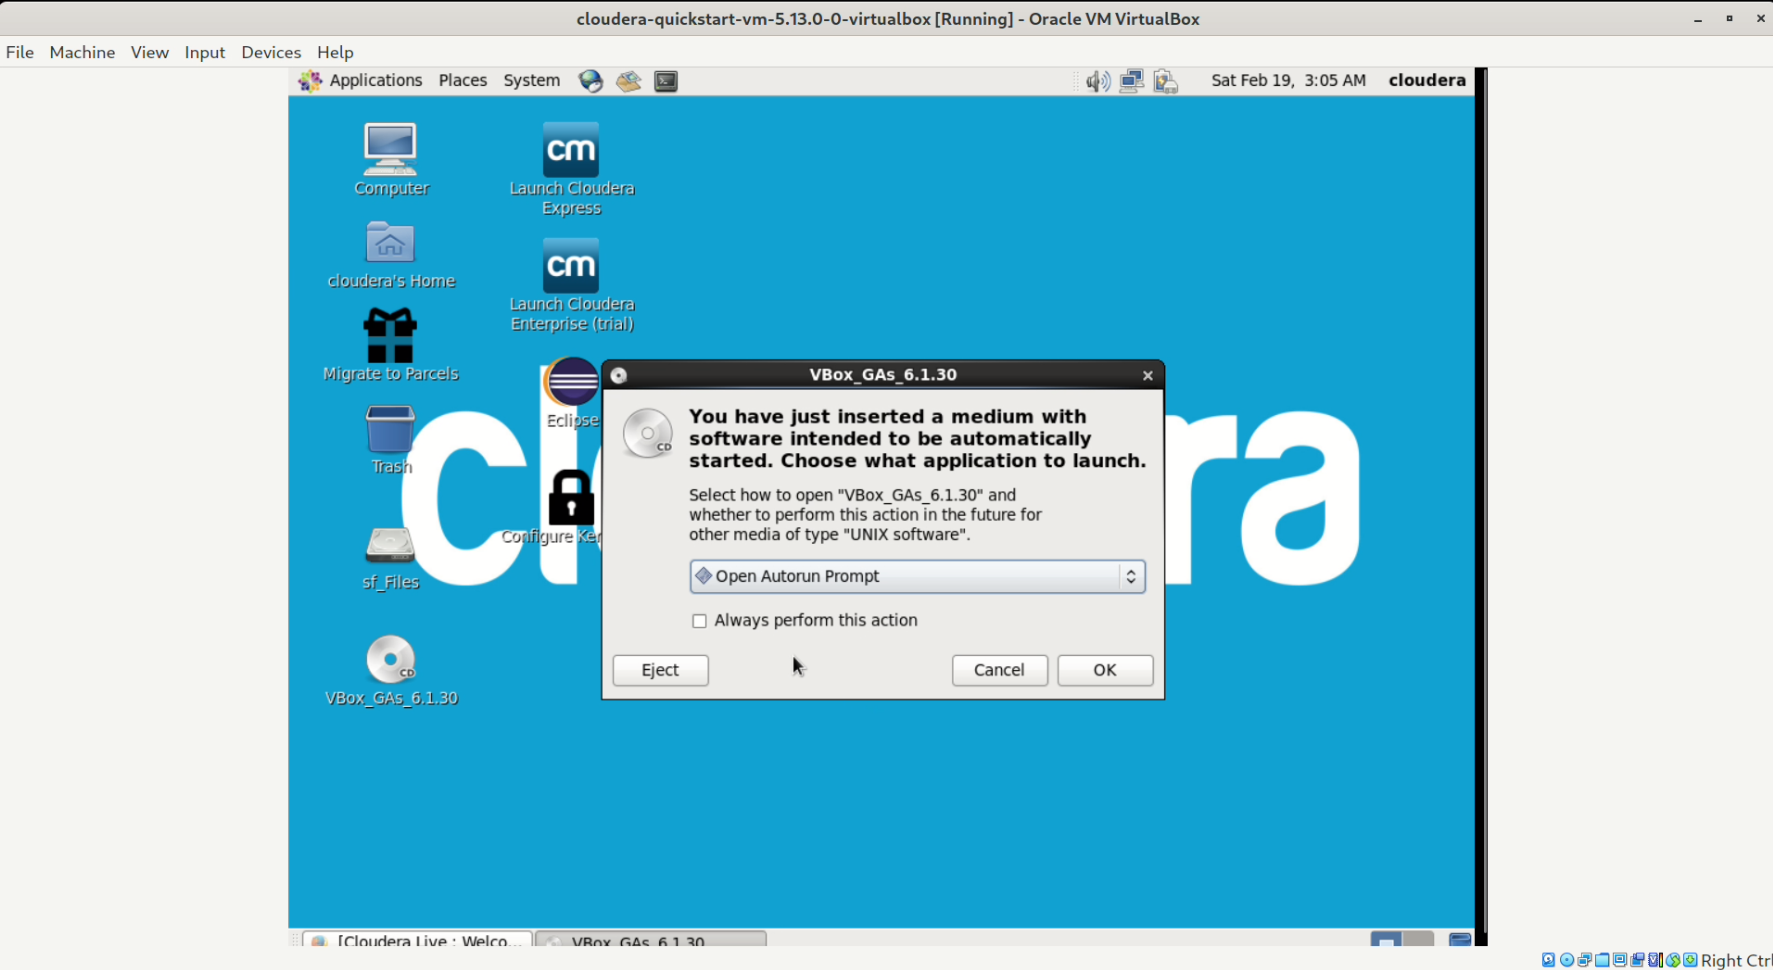 cloudera-quickstart-vm-5.13.0-0-virtualbox [Running] - Oracle VM VirtualBox
File Machine View Input Devices Help
Applications Places System
Sat Feb 19, 3:05 AM cloudera
Computer
Launch Cloudera
Express
cloudera's Home
Launch Cloudera
Enterprise (trial)
Migrate to Parcels
Eclipse
Trash
Configure Ker
sf_Files
VBox_GAs_6.1.30
VBox_GAs_6.1.30
CD
You have just inserted a medium with
software intended to be automatically
started. Choose what application to launch.
Select how to open "VBox_GAs_6.1.30" and
whether to perform this action in the future for
other media of type "UNIX software".
Open Autorun Prompt
Always perform this action
Eject Cancel OK
CD
cl
ra
[Cloudera Live : Welco...
VBox_GAs_6.1.30
Right Ctrl